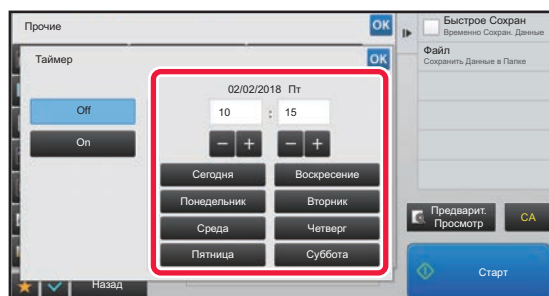 Прочие
OK
Быстрое Сохран
Временно Сохран. Данные
Таймер
OK
Файл
Сохранить Данные в Папке
02/02/2018 Пт
Off
10 : 15
On
− + − +
Сегодня Воскресение
Понедельник Вторник
Среда Четверг
Пятница Суббота
Предварит.
Просмотр
CA
Назад
Старт